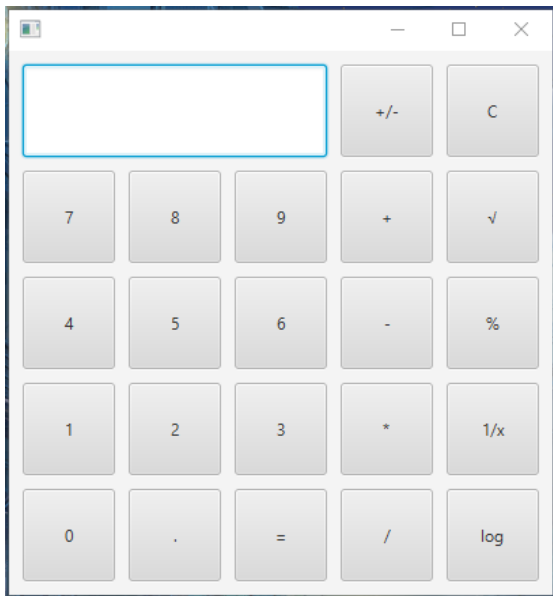 +/- C
7 8 9 + √
4 5 6 - %
1 2 3 * 1/x
0 . = / log